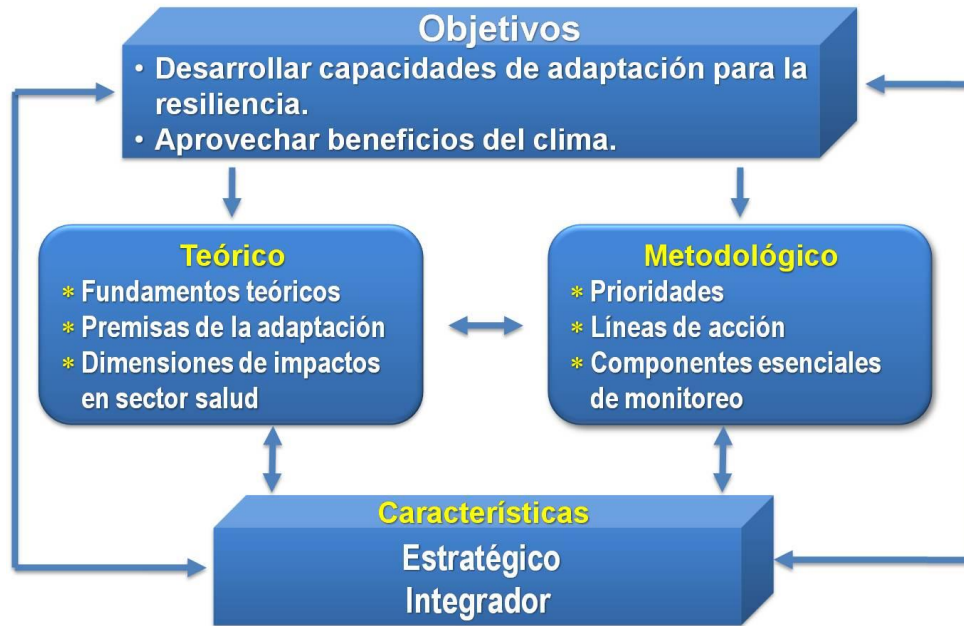 Objetivos
• Desarrollar capacidades de adaptación para la
resiliencia.
• Aprovechar beneficios del clima.
Teórico
* Fundamentos teóricos
* Premisas de la adaptación
* Dimensiones de impactos
en sector salud
Metodológico
* Prioridades
* Líneas de acción
* Componentes esenciales
de monitoreo
Características
Estratégico
Integrador